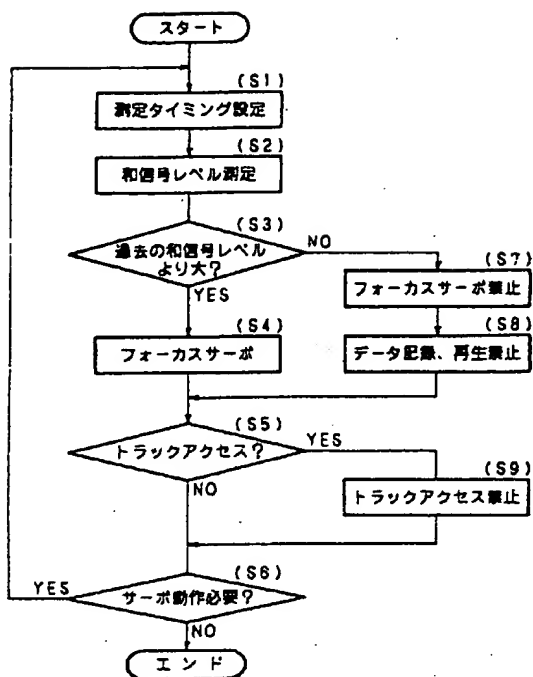 スタート
(S1)
測定タイミング設定
(S2)
和信号レベル測定
(S3)
過去の和信号レベル
より大?
NO
YES
(S7)
フォーカスサーボ禁止
(S4)
フォーカスサーボ
(S8)
データ記録、再生禁止
(S5)
トラックアクセス?
YES
NO
(S9)
トラックアクセス禁止
(S6)
サーボ動作必要?
YES
NO
エンド